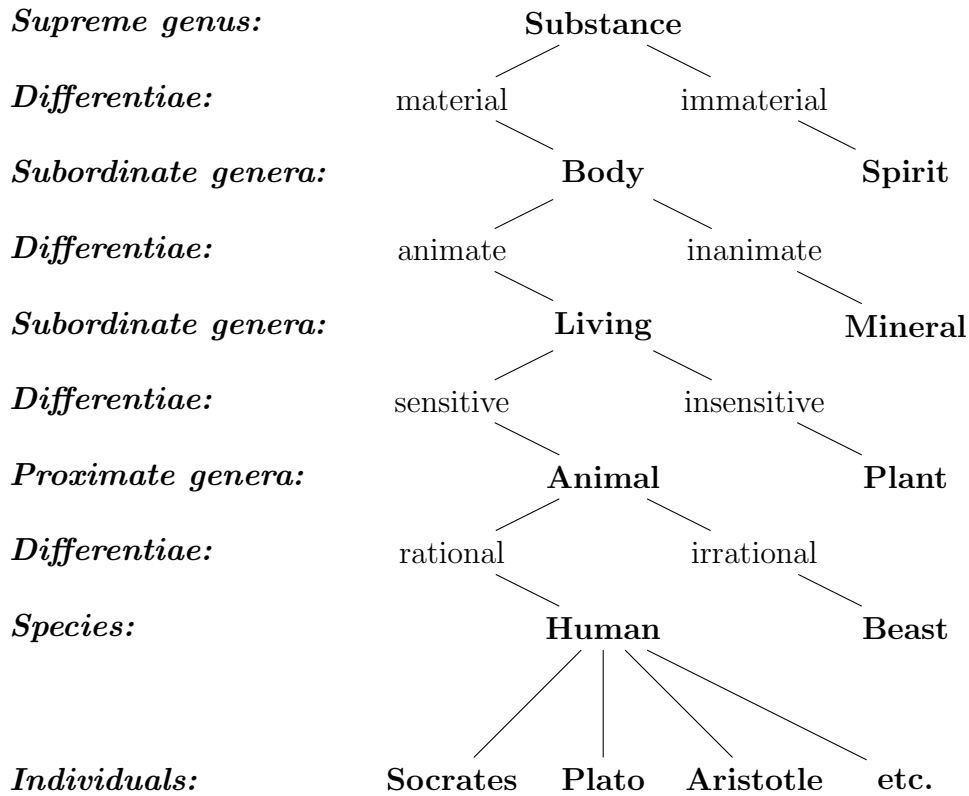 Supreme genus: Substance
Differentiae: material immaterial
Subordinate genera: Body Spirit
Differentiae: animate inanimate
Subordinate genera: Living Mineral
Differentiae: sensitive insensitive
Proximate genera: Animal Plant
Differentiae: rational irrational
Species: Human Beast
Individuals: Socrates Plato Aristotle etc.